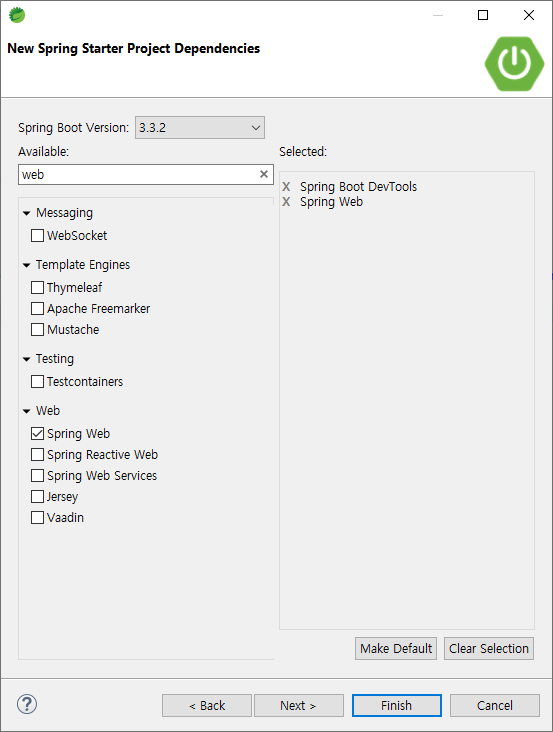 New Spring Starter Project Dependencies
Spring Boot Version: 3.3.2
Available:
web
Messaging
WebSocket
Template Engines
Thymeleaf
Apache Freemarker
Mustache
Testing
Testcontainers
Web
Spring Web
Spring Reactive Web
Spring Web Services
Jersey
Vaadin
Selected:
X Spring Boot DevTools
X Spring Web
Make Default Clear Selection
< Back Next > Finish Cancel